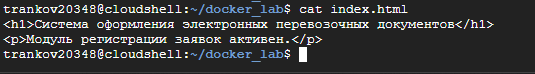 trankov20348@cloudshell:~/docker_lab$ cat index.html
<h1>Система оформления электронных перевозочных документов</h1>
<p>Модуль регистрации заявок активен.</p>
trankov20348@cloudshell:~/docker_lab$